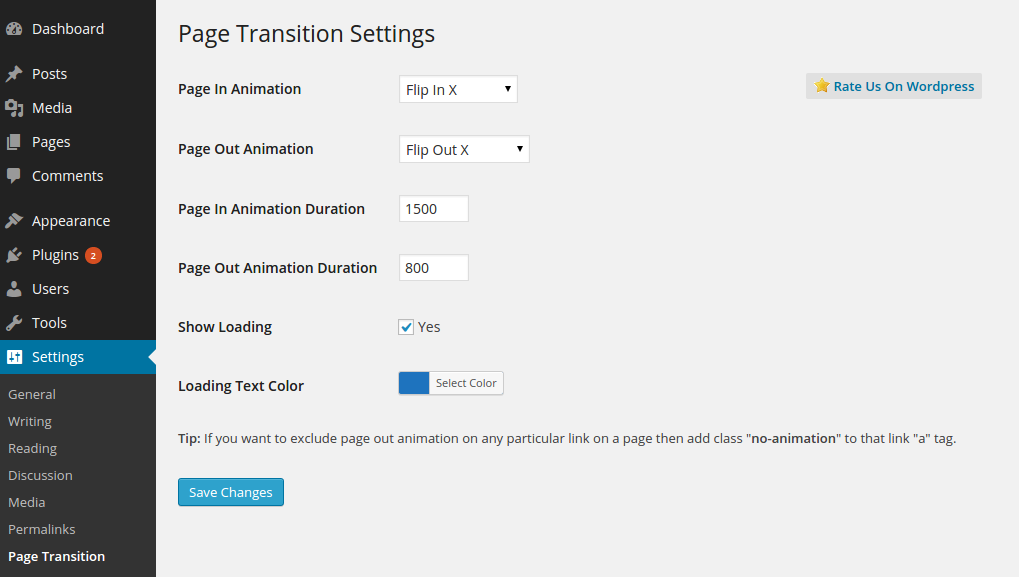 Dashboard
Posts
Media
Pages
Comments
Appearance
Plugins 2
Users
Tools
Settings
General
Writing
Reading
Discussion
Media
Permalinks
Page Transition
Page Transition Settings
Page In Animation Flip In X
Rate Us On Wordpress
Page Out Animation Flip Out X
Page In Animation Duration 1500
Page Out Animation Duration 800
Show Loading Yes
Loading Text Color Select Color
Tip: If you want to exclude page out animation on any particular link on a page then add class "no-animation" to that link "a" tag.
Save Changes